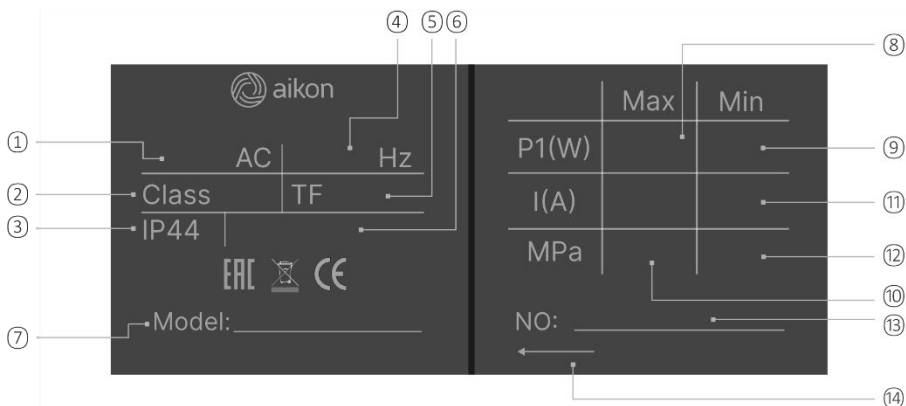 ④ ⑤ ⑥
⑧
aikon
Max Min
① AC Hz
P1(W) ⑨
② Class TF
I(A) ⑪
③ IP44
MPa ⑫
EAC CE
⑩
⑦ Model:
NO: ⑬
⑭